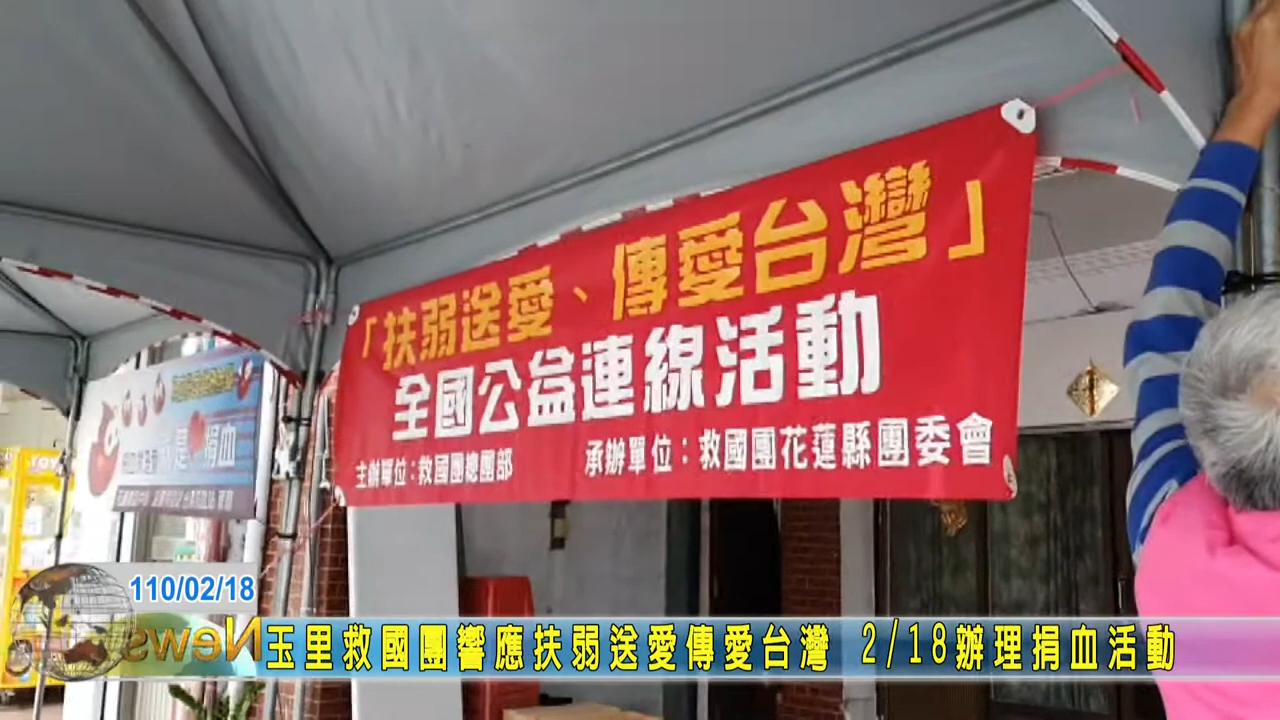 「扶弱送愛、傳愛台灣」
全國公益連線活動
主辦單位：救國團總團部
承辦單位：救國團花蓮縣團委會
捐血
TOY
110/02/18
News
玉里救國團響應扶弱送愛傳愛台灣 2/18辦理捐血活動